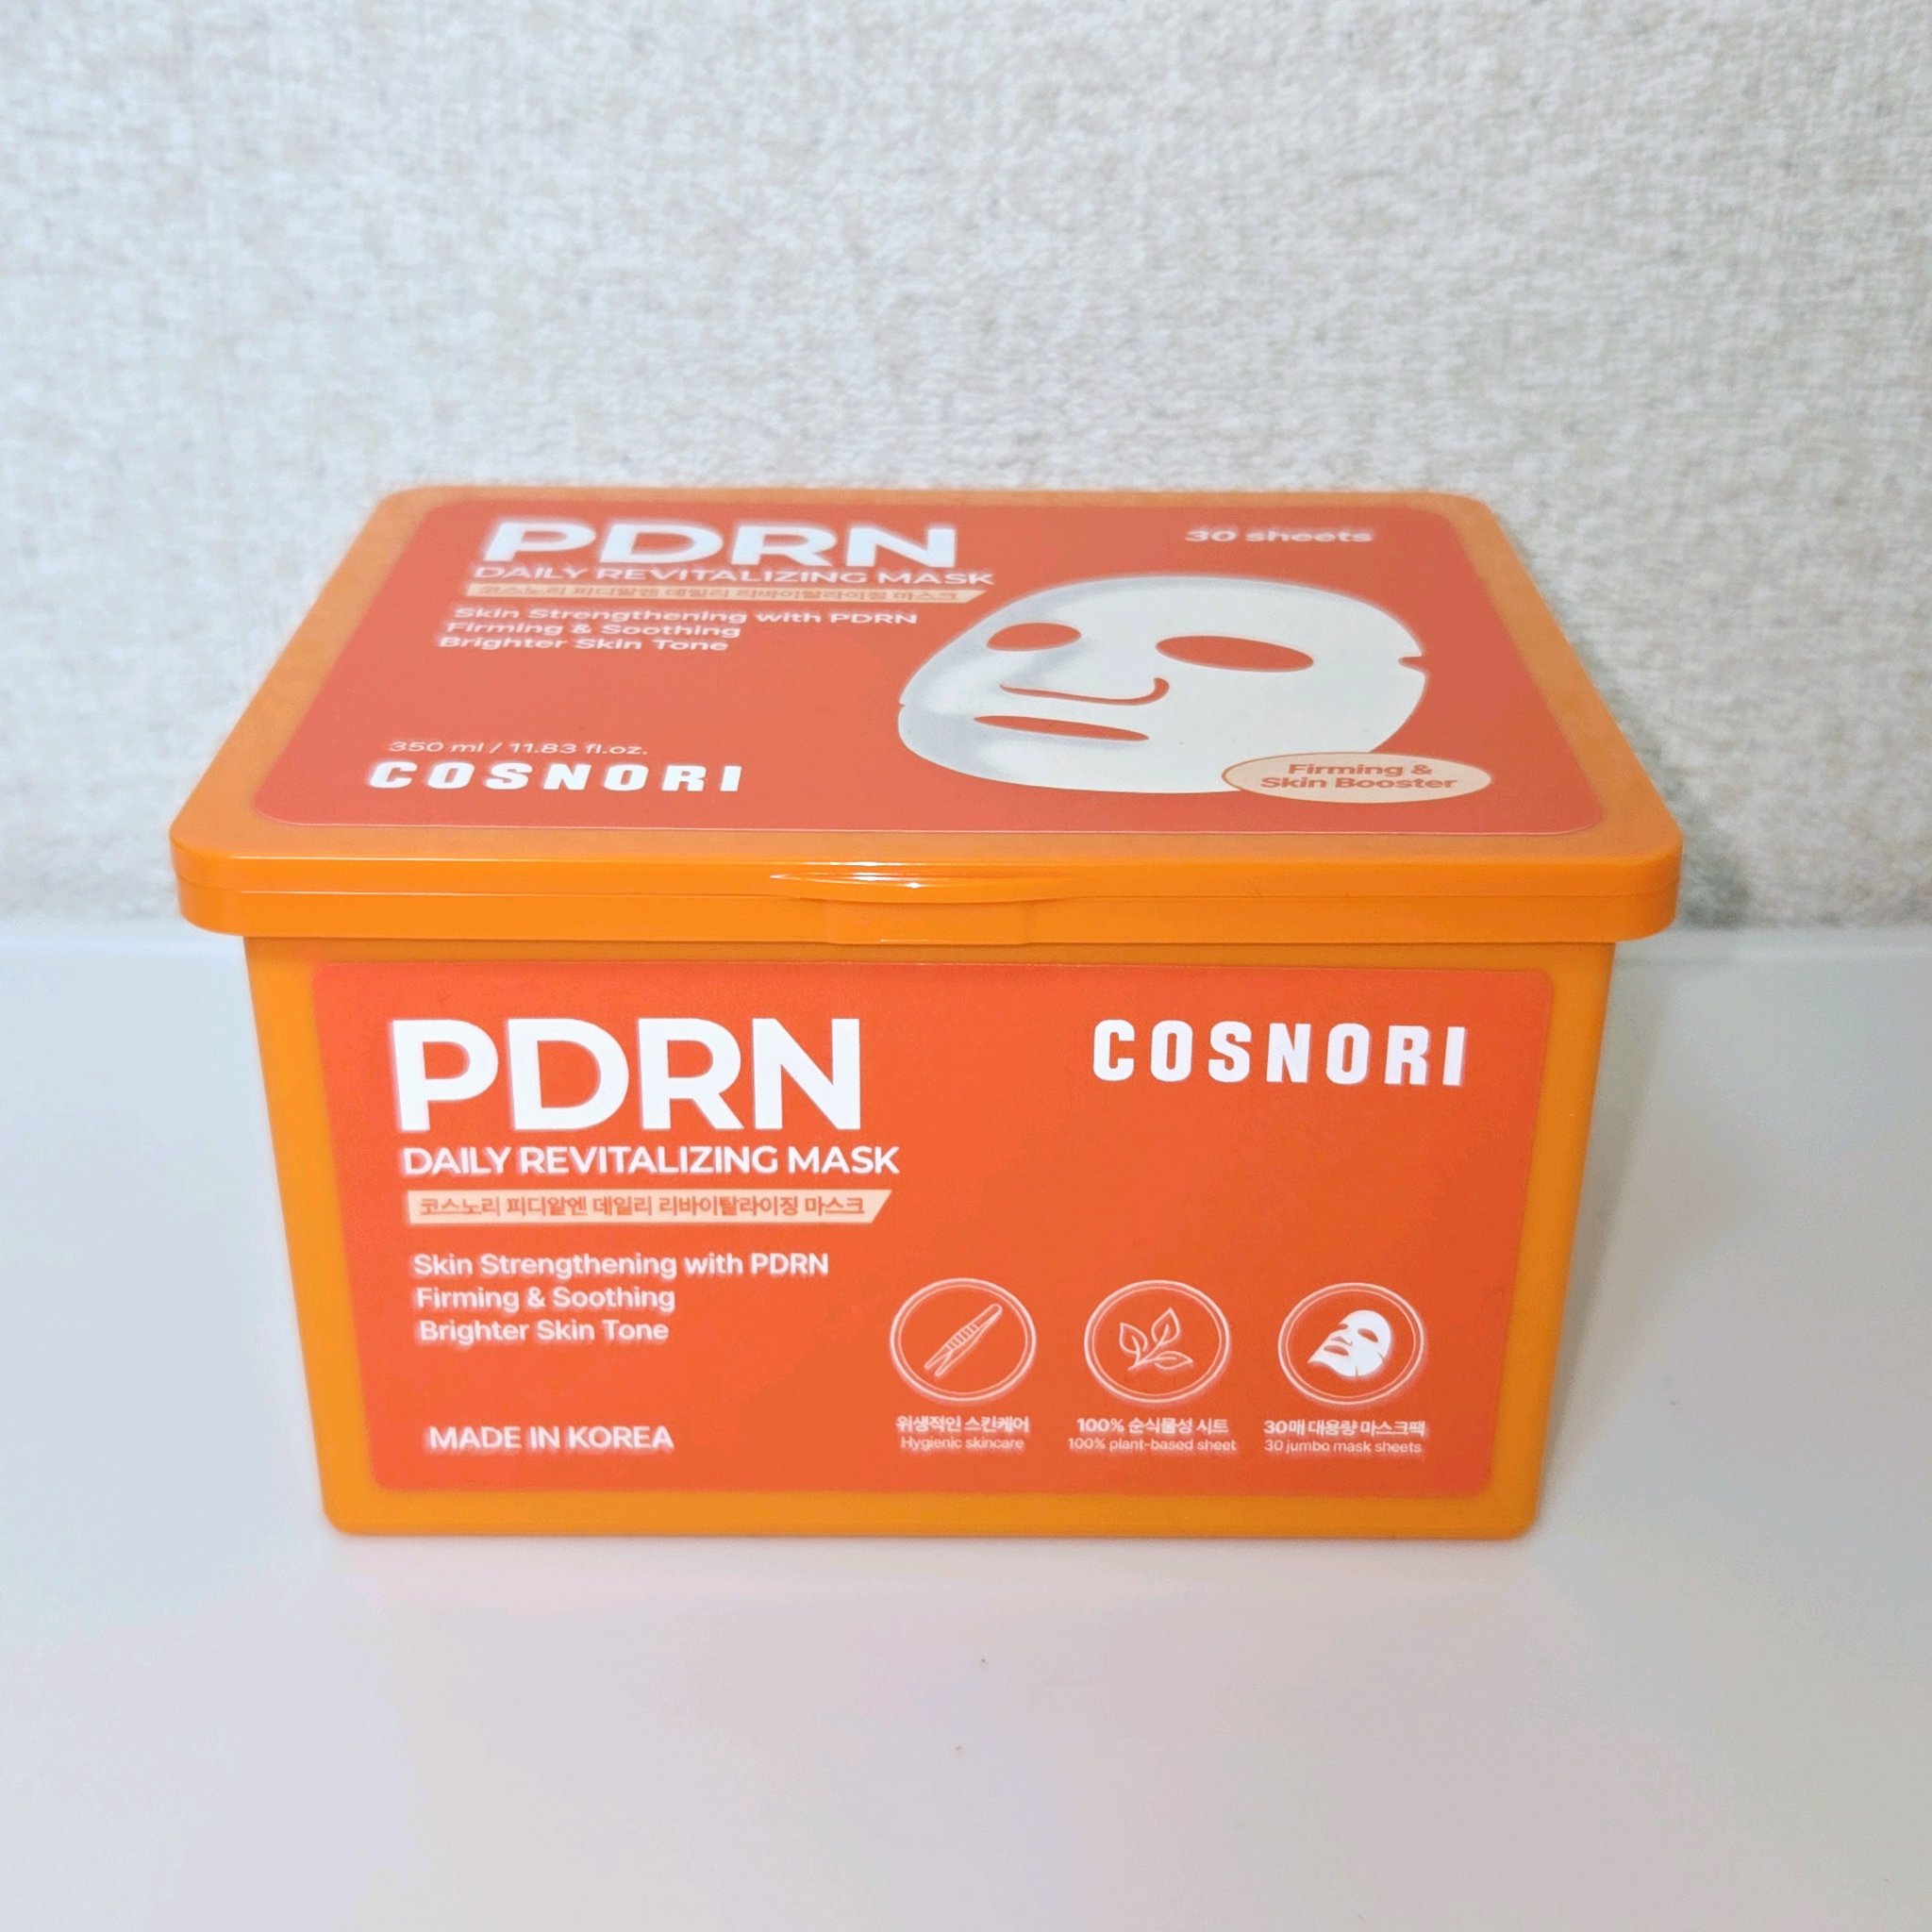 PDRN
30 sheets
DAILY REVITALIZING MASK
코스노리 피디알엔 데일리 리바이탈라이징 마스크
Skin Strengthening with PDRN
Firming & Soothing
Brighter Skin Tone
350 ml / 11.83 fl.oz.
COSNORI
Firming &
Skin Booster
PDRN
COSNORI
DAILY REVITALIZING MASK
코스노리 피디알엔 데일리 리바이탈라이징 마스크
Skin Strengthening with PDRN
Firming & Soothing
Brighter Skin Tone
MADE IN KOREA
위생적인 스킨케어
Hygienic skincare
100% 순식물성 시트
100% plant-based sheet
30매 대용량 마스크팩
30 jumbo mask sheets